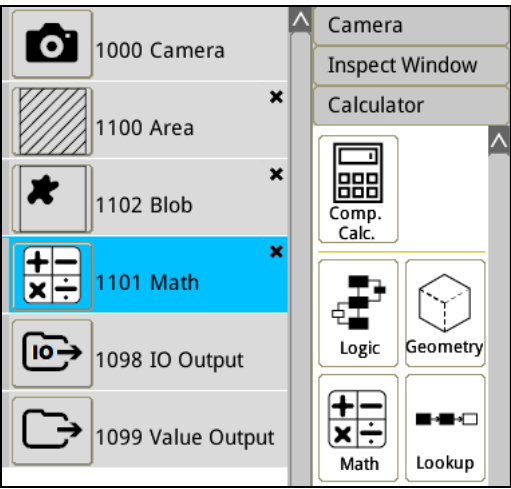 1000 Camera
1100 Area
1102 Blob
1101 Math
IO
1098 IO Output
1099 Value Output
Camera
Inspect Window
Calculator
Comp.
Calc.
Logic
Geometry
Math
Lookup